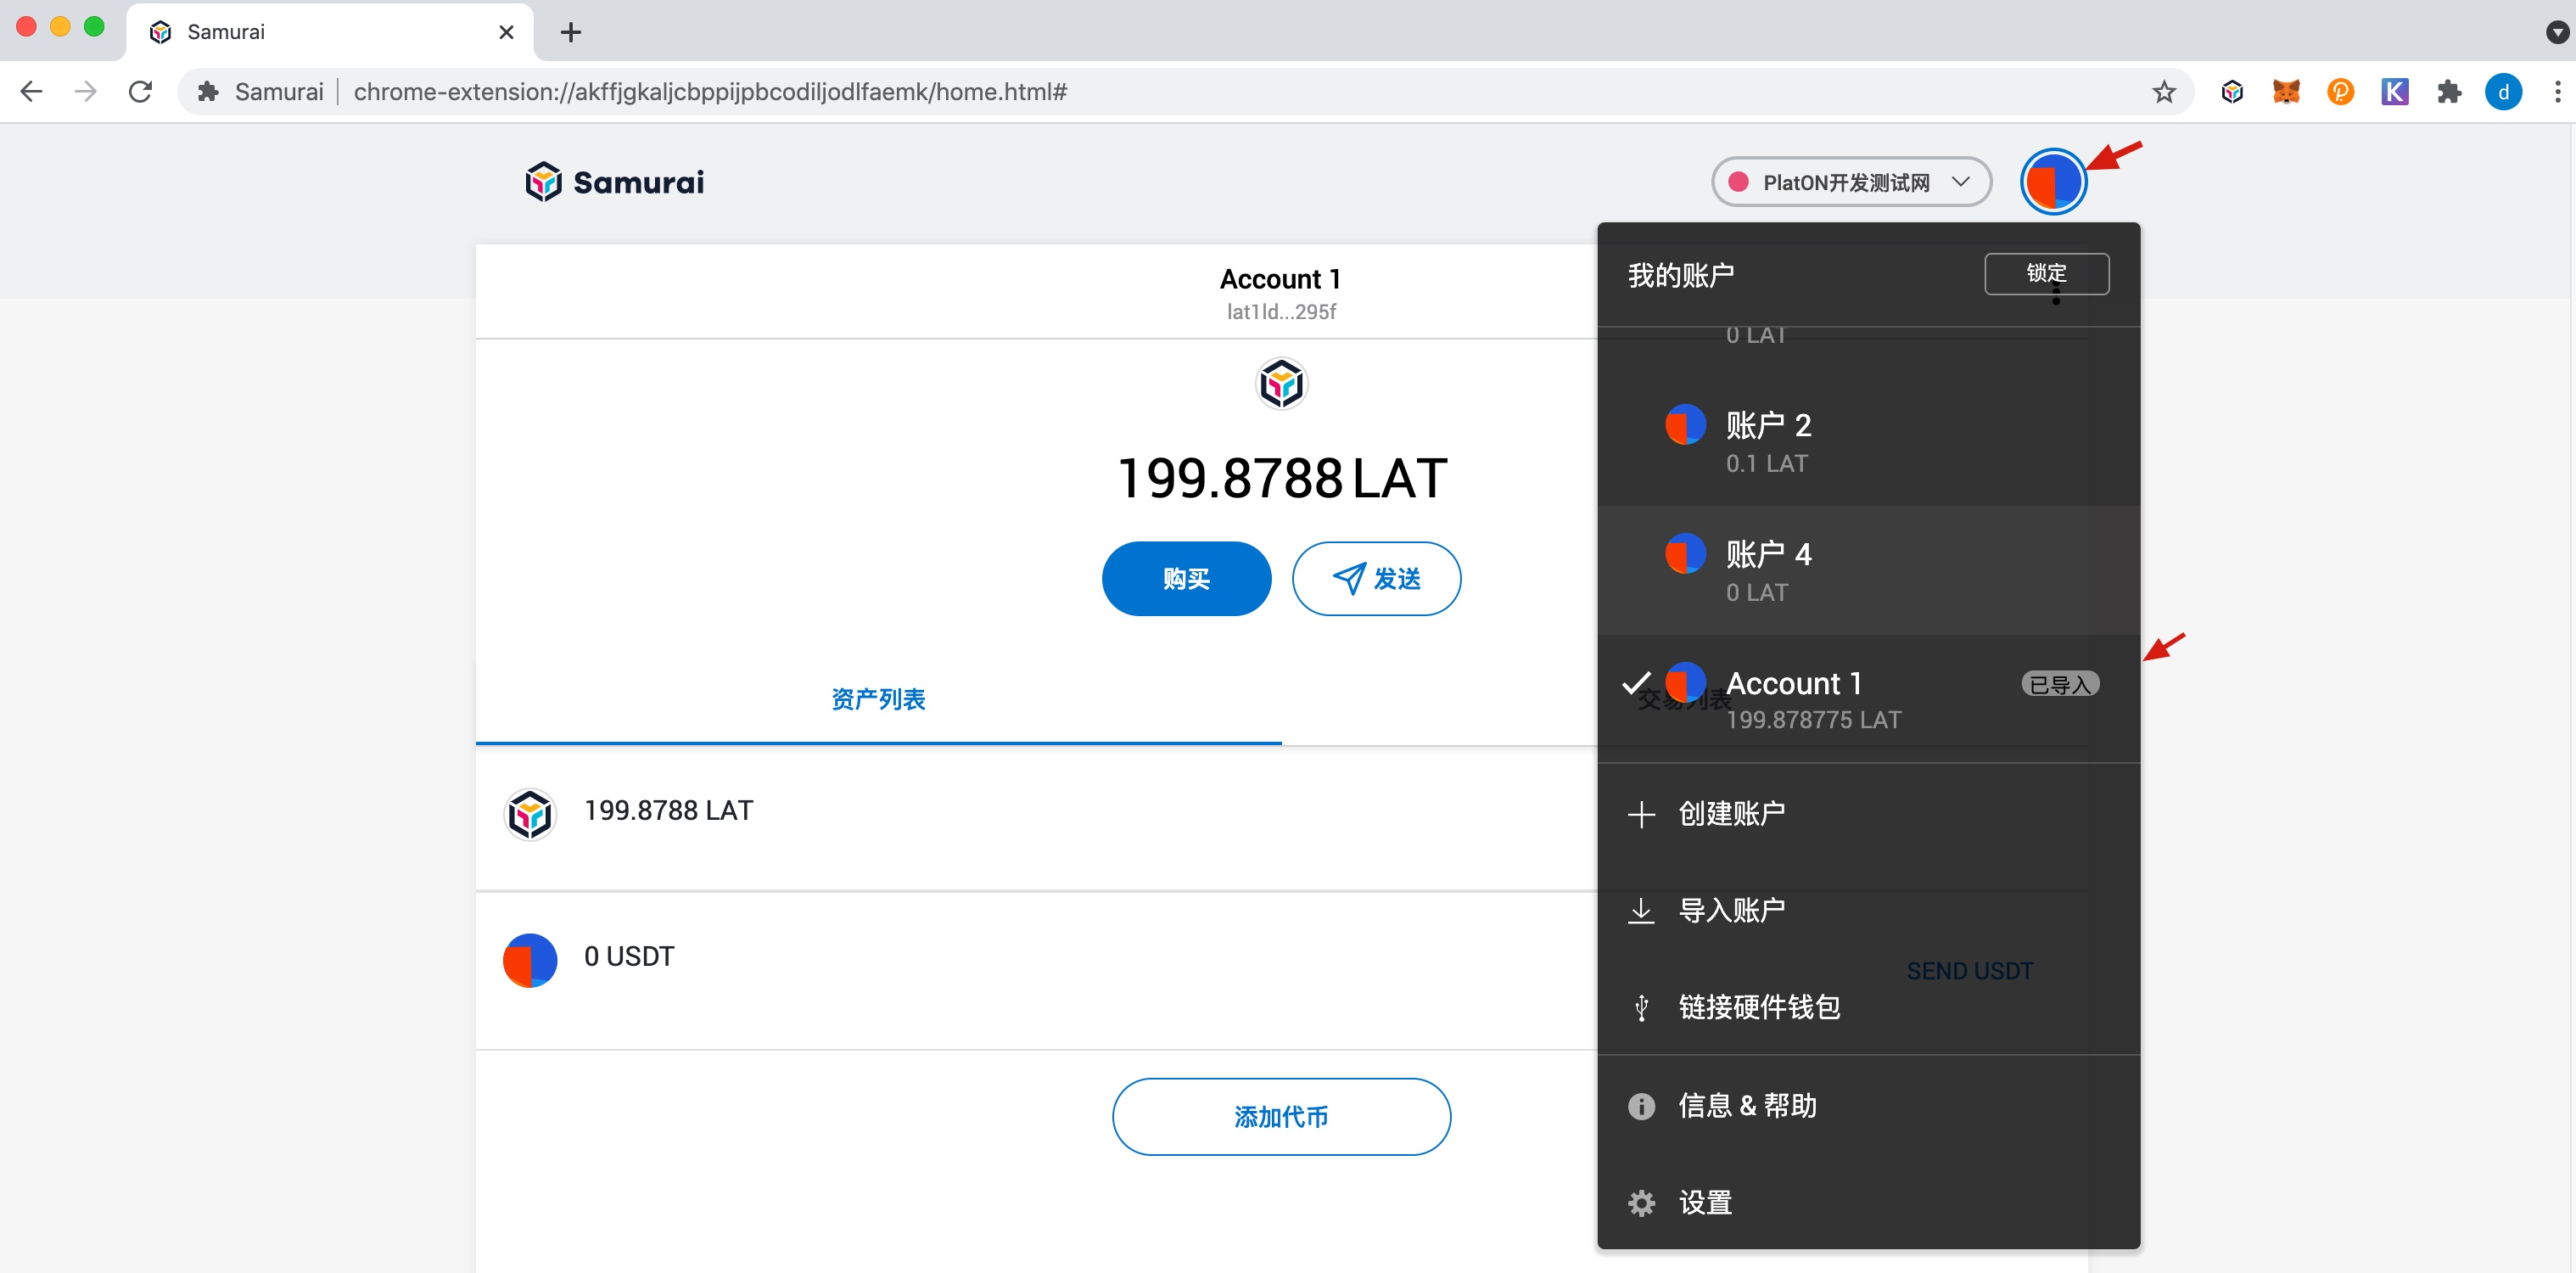 Samurai
Samurai
chrome-extension://akffjgkaljcbppijpbcodiljodlfaemk/home.html#
K
d
Samurai
PlatON开发测试网
Account 1
lat1ld...295f
199.8788 LAT
购买
发送
资产列表
交易列表
199.8788 LAT
0 USDT
SEND USDT
添加代币
我的账户
锁定
0 LAT
账户 2
0.1 LAT
账户 4
0 LAT
Account 1
已导入
199.878775 LAT
创建账户
导入账户
链接硬件钱包
信息 & 帮助
设置